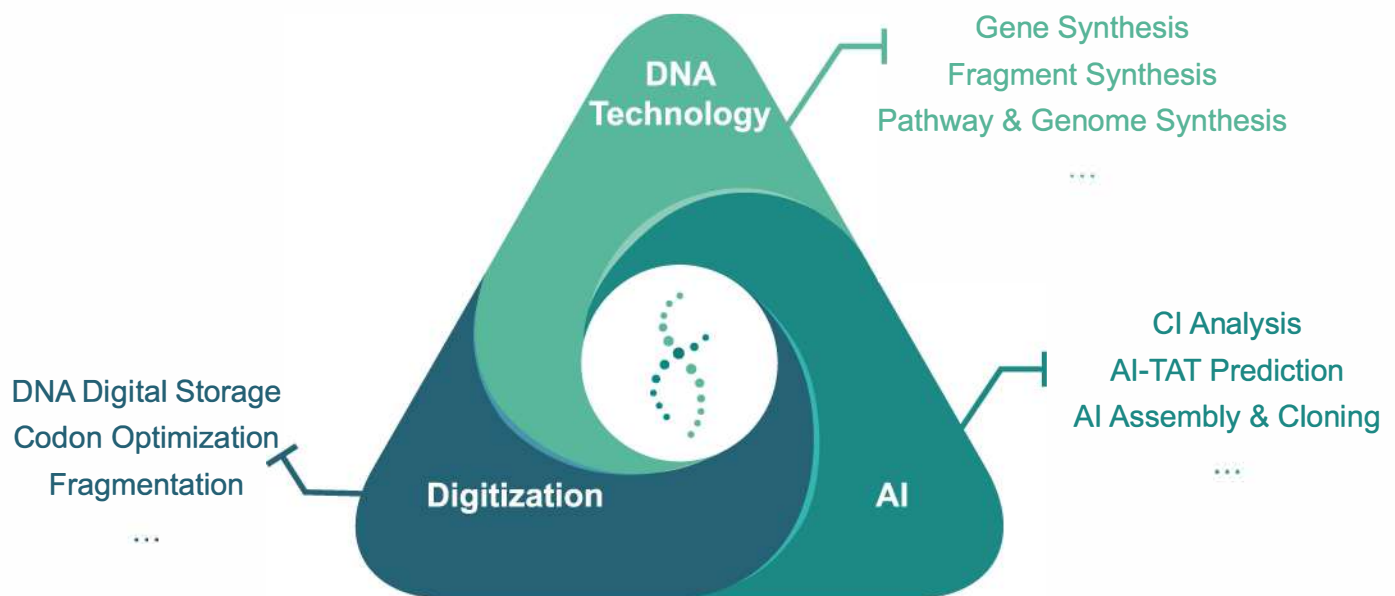 DNA
Technology
Gene Synthesis
Fragment Synthesis
Pathway & Genome Synthesis
...
CI Analysis
AI-TAT Prediction
AI Assembly & Cloning
...
DNA Digital Storage
Codon Optimization
Fragmentation
...
Digitization
AI